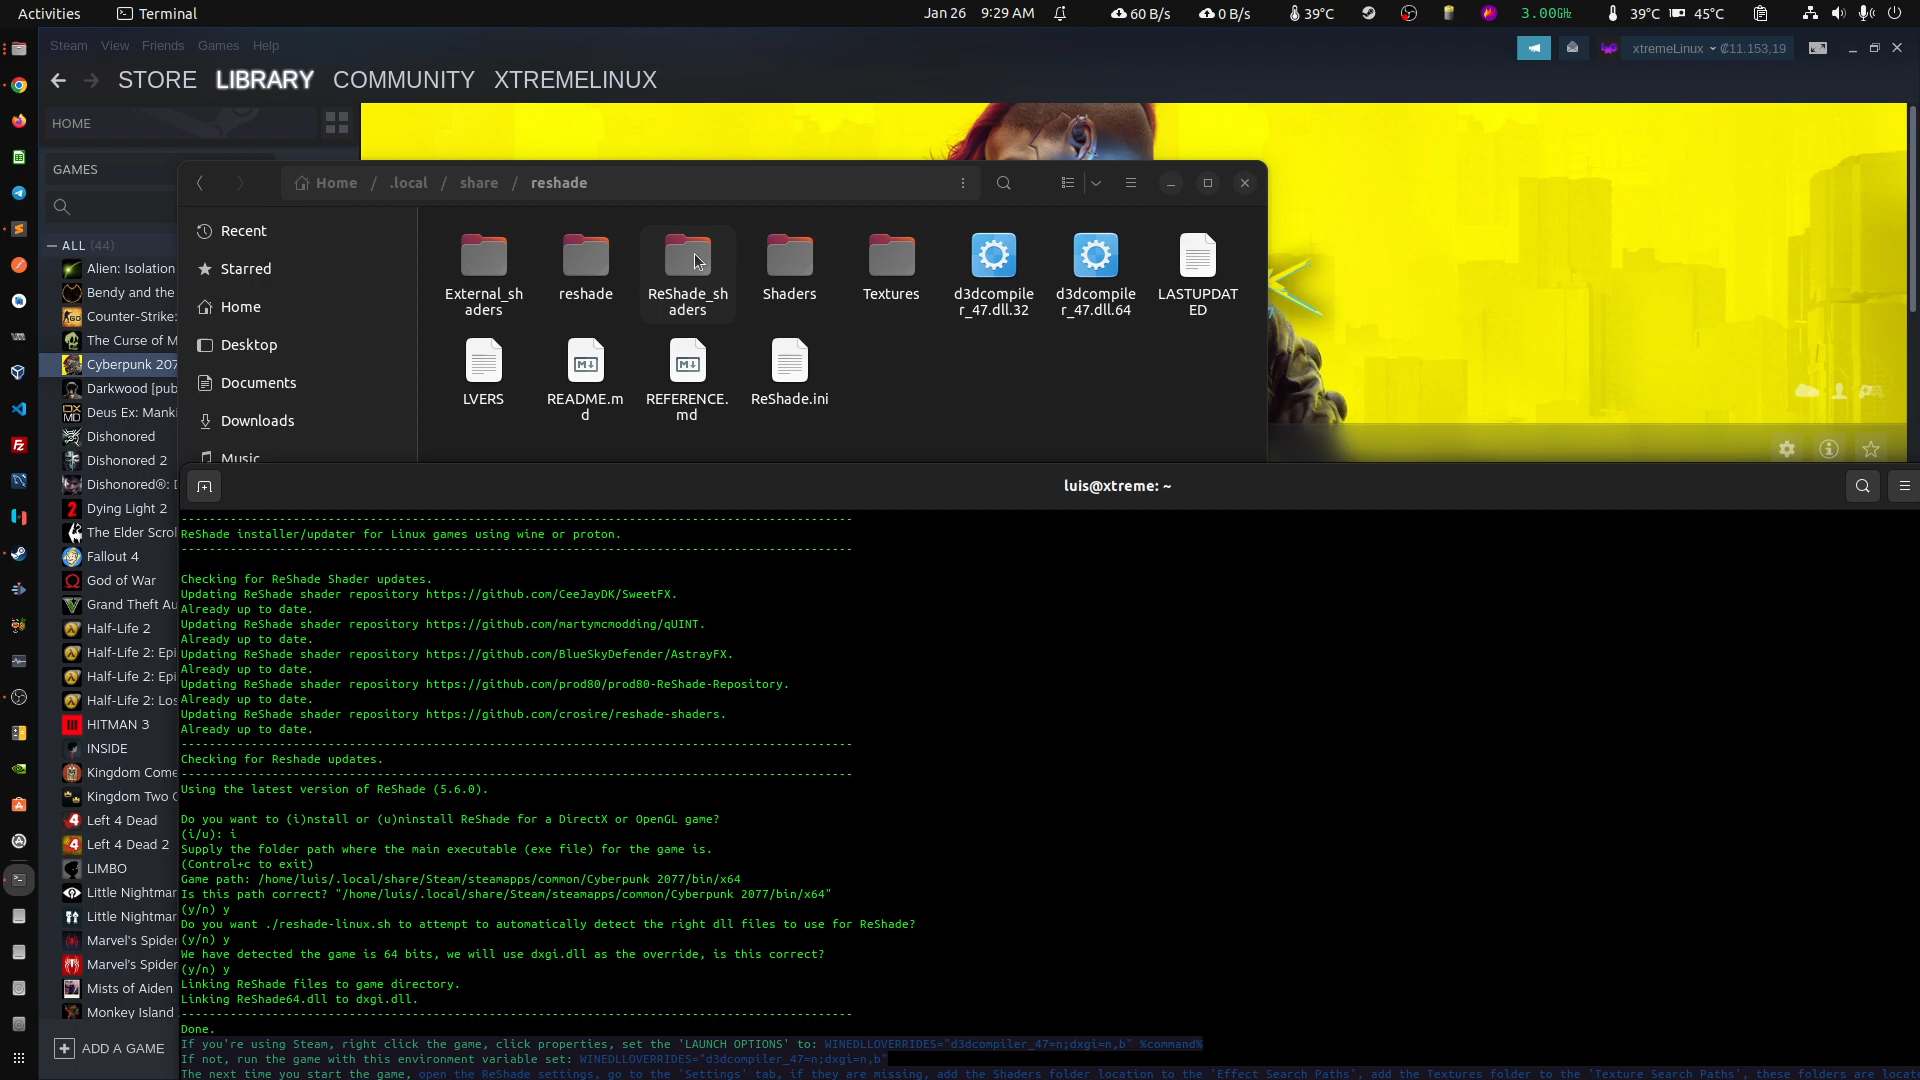 Activities
Terminal
Jan 26 9:29 AM
60 B/s
0 B/s
39°C
3.00GHz
39°C
45°C
Steam View Friends Games Help
xtremeLinux
₡11.153,19
STORE LIBRARY COMMUNITY XTREMELINUX
HOME
GAMES
ALL (44)
Alien: Isolation
Bendy and the
Counter-Strike:
The Curse of M
Cyberpunk 207
Darkwood [pub
Deus Ex: Manki
Dishonored
Dishonored 2
Dishonored®: D
Dying Light 2
The Elder Scrol
Fallout 4
God of War
Grand Theft Au
Half-Life 2
Half-Life 2: Epi
Half-Life 2: Epi
Half-Life 2: Los
HITMAN 3
INSIDE
Kingdom Come
Kingdom Two C
Left 4 Dead
Left 4 Dead 2
LIMBO
Little Nightmar
Little Nightmar
Marvel's Spider
Marvel's Spider
Mists of Aiden
Monkey Island
ADD A GAME
Home / .local / share / reshade
Recent
Starred
Home
Desktop
Documents
Downloads
Music
External_sh
aders
reshade
ReShade_sh
aders
Shaders
Textures
d3dcompile
r_47.dll.32
d3dcompile
r_47.dll.64
LASTUPDAT
ED
LVERS
README.m
d
REFERENCE.
md
ReShade.ini
luis@xtreme: ~
-------------------------------------------------------------------------------------------------
ReShade installer/updater for Linux games using wine or proton.
-------------------------------------------------------------------------------------------------
Checking for ReShade Shader updates.
Updating ReShade shader repository https://github.com/CeeJayDK/SweetFX.
Already up to date.
Updating ReShade shader repository https://github.com/martymcmodding/qUINT.
Already up to date.
Updating ReShade shader repository https://github.com/BlueSkyDefender/AstrayFX.
Already up to date.
Updating ReShade shader repository https://github.com/prod80/prod80-ReShade-Repository.
Already up to date.
Updating ReShade shader repository https://github.com/crosire/reshade-shaders.
Already up to date.
-------------------------------------------------------------------------------------------------
Checking for Reshade updates.
-------------------------------------------------------------------------------------------------
Using the latest version of ReShade (5.6.0).
Do you want to (i)nstall or (u)ninstall ReShade for a DirectX or OpenGL game?
(i/u): i
Supply the folder path where the main executable (exe file) for the game is.
(Control+c to exit)
Game path: /home/luis/.local/share/Steam/steamapps/common/Cyberpunk 2077/bin/x64
Is this path correct? "/home/luis/.local/share/Steam/steamapps/common/Cyberpunk 2077/bin/x64"
(y/n) y
Do you want ./reshade-linux.sh to attempt to automatically detect the right dll files to use for ReShade?
(y/n) y
We have detected the game is 64 bits, we will use dxgi.dll as the override, is this correct?
(y/n) y
Linking ReShade files to game directory.
Linking ReShade64.dll to dxgi.dll.
-------------------------------------------------------------------------------------------------
Done.
If you're using Steam, right click the game, click properties, set the 'LAUNCH OPTIONS' to: WINEDLLOVERRIDES="d3dcompiler_47=n;dxgi=n,b" %command%
If not, run the game with this environment variable set: WINEDLLOVERRIDES="d3dcompiler_47=n;dxgi=n,b"
The next time you start the game, open the ReShade settings, go to the 'Settings' tab, if they are missing, add the Shaders folder location to the 'Effect Search Paths', add the Textures folder to the 'Texture Search Paths', these folders are locate